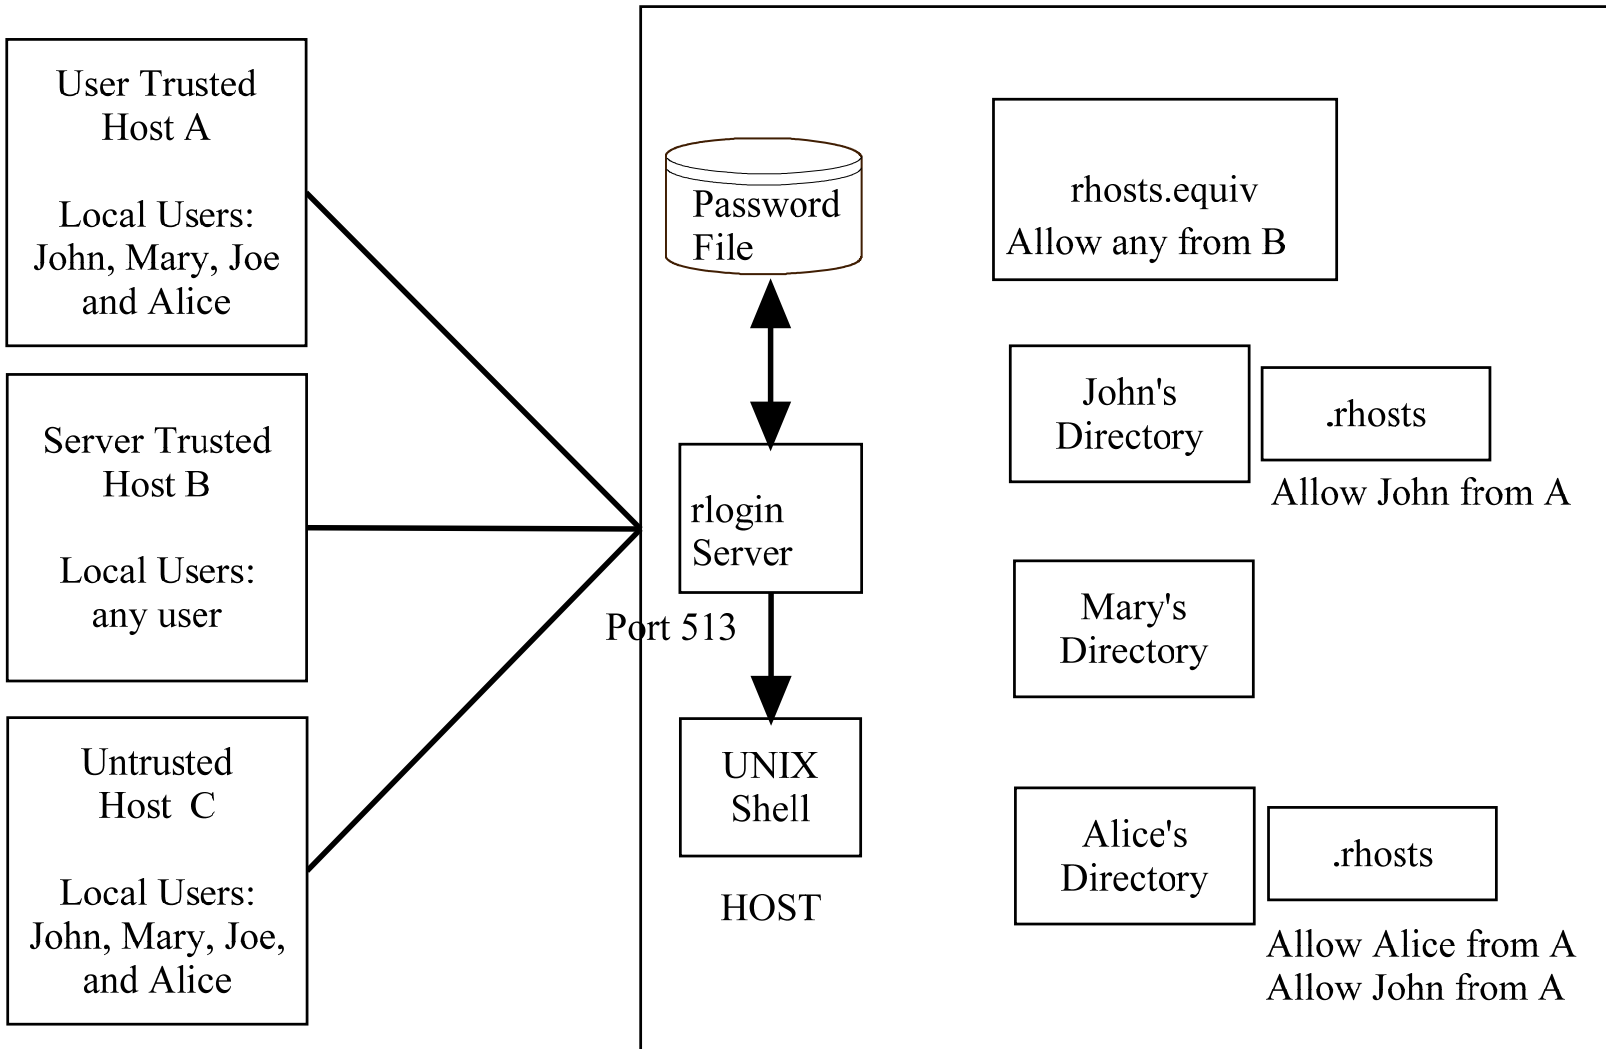 User Trusted
Host A
Local Users:
John, Mary, Joe
and Alice
Server Trusted
Host B
Local Users:
any user
Untrusted
Host C
Local Users:
John, Mary, Joe,
and Alice
Password
File
rlogin
Server
Port 513
UNIX
Shell
HOST
rhosts.equiv
Allow any from B
John's
Directory
.rhosts
Allow John from A
Mary's
Directory
Alice's
Directory
.rhosts
Allow Alice from A
Allow John from A